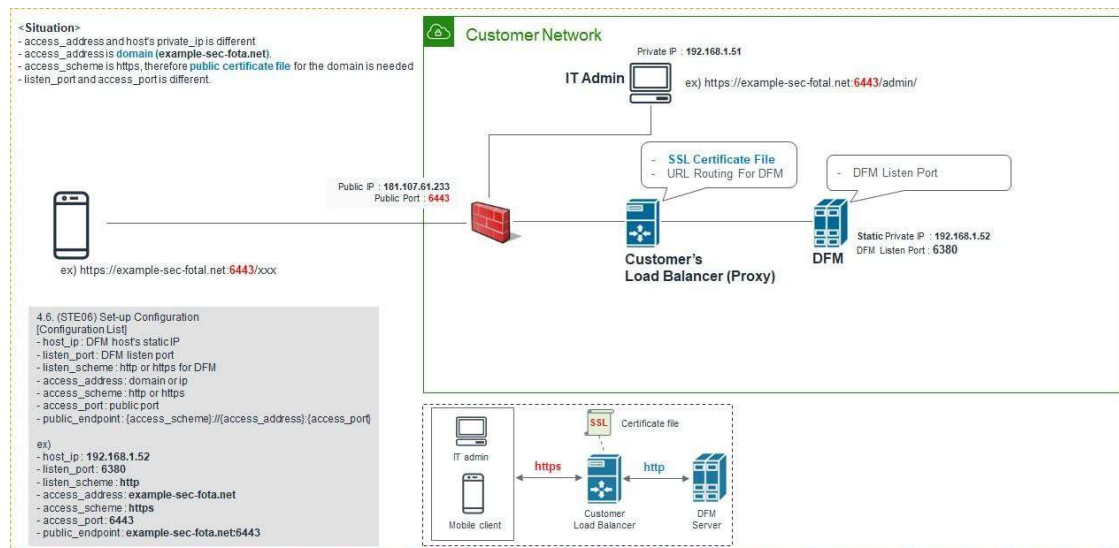 <Situation>
- access_address and host's private_ip is different
- access_address is domain (example-sec-fota.net).
- access_scheme is https, therefore public certificate file for the domain is needed
- listen_port and access_port is different.
Customer Network
Private IP : 192.168.1.51
IT Admin
ex) https://example-sec-fotal.net:6443/admin/
- SSL Certificate File
- URL Routing For DFM
- DFM Listen Port
Public IP : 181.107.61.233
Public Port : 6443
Static Private IP : 192.168.1.52
DFM Listen Port : 6380
Customer's
Load Balancer (Proxy)
DFM
ex) https://example-sec-fotal.net:6443/xxx
4.6. (STE06) Set-up Configuration
[Configuration List]
- host_ip : DFM host's static IP
- listen_port : DFM listen port
- listen_scheme : http or https for DFM
- access_address : domain or ip
- access_scheme : http or https
- access_port : public port
- public_endpoint : {access_scheme}://{access_address}:{access_port}
ex)
- host_ip : 192.168.1.52
- listen_port : 6380
- listen_scheme : http
- access_address : example-sec-fota.net
- access_scheme : https
- access_port : 6443
- public_endpoint : example-sec-fota.net:6443
SSL
Certificate file
IT admin
https
http
Mobile client
Customer
Load Balancer
DFM
Server